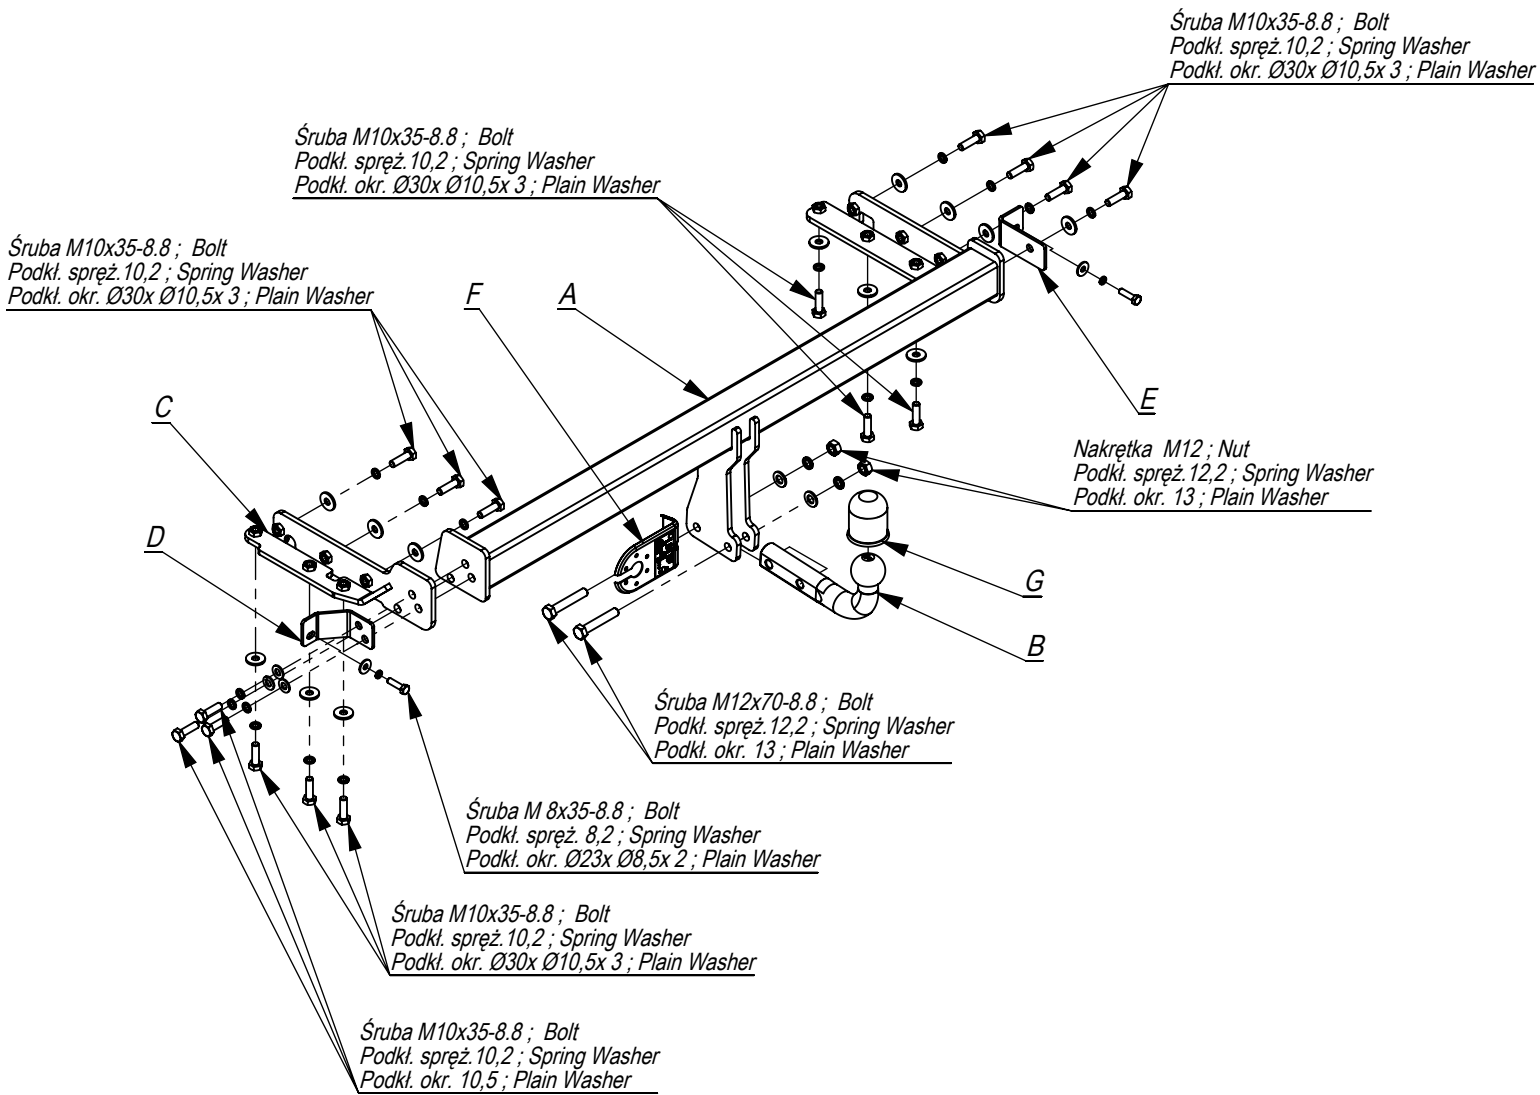 Śruba M10x35-8.8 ; Bolt
Podkł. spręż.10,2 ; Spring Washer
Podkł. okr. Ø30x Ø10,5x 3 ; Plain Washer
Śruba M10x35-8.8 ; Bolt
Podkł. spręż.10,2 ; Spring Washer
Podkł. okr. Ø30x Ø10,5x 3 ; Plain Washer
Śruba M10x35-8.8 ; Bolt
Podkł. spręż.10,2 ; Spring Washer
Podkł. okr. Ø30x Ø10,5x 3 ; Plain Washer
F
A
C
E
D
Nakrętka M12 ; Nut
Podkł. spręż.12,2 ; Spring Washer
Podkł. okr. 13 ; Plain Washer
G
B
Śruba M12x70-8.8 ; Bolt
Podkł. spręż.12,2 ; Spring Washer
Podkł. okr. 13 ; Plain Washer
Śruba M 8x35-8.8 ; Bolt
Podkł. spręż. 8,2 ; Spring Washer
Podkł. okr. Ø23x Ø8,5x 2 ; Plain Washer
Śruba M10x35-8.8 ; Bolt
Podkł. spręż.10,2 ; Spring Washer
Podkł. okr. Ø30x Ø10,5x 3 ; Plain Washer
Śruba M10x35-8.8 ; Bolt
Podkł. spręż.10,2 ; Spring Washer
Podkł. okr. 10,5 ; Plain Washer